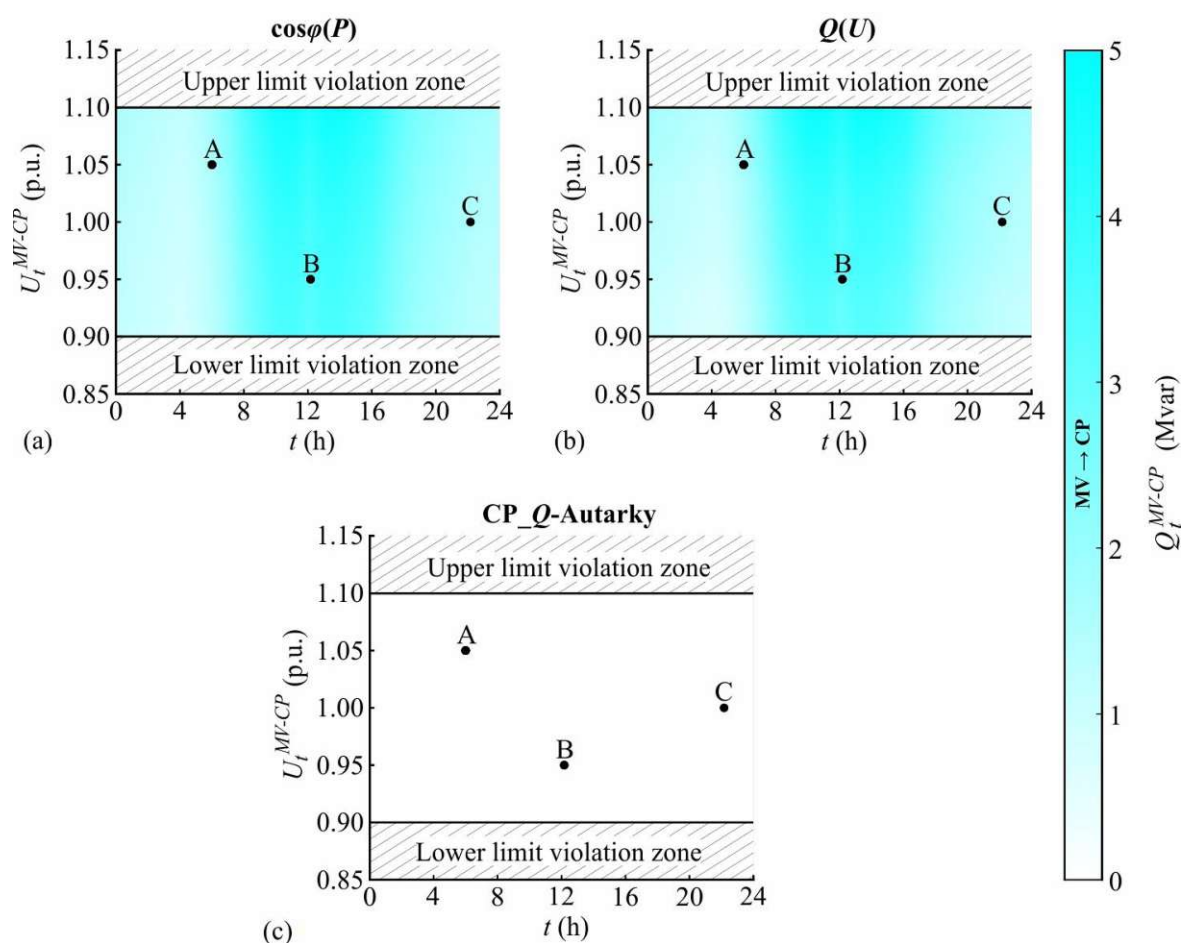 cosφ(P)
1.15
Upper limit violation zone
1.10
A
1.05
C
1.00
B
0.95
0.90
Lower limit violation zone
0.85
0 4 8 12 16 20 24
U_t^MV-CP (p.u.)
(a)
t (h)
Q(U)
1.15
Upper limit violation zone
1.10
A
1.05
C
1.00
B
0.95
0.90
Lower limit violation zone
0.85
0 4 8 12 16 20 24
U_t^MV-CP (p.u.)
(b)
t (h)
5
4
3
2
1
0
MV → CP
Q_t^MV-CP (Mvar)
CP_Q-Autarky
1.15
Upper limit violation zone
1.10
A
1.05
C
1.00
B
0.95
0.90
Lower limit violation zone
0.85
0 4 8 12 16 20 24
U_t^MV-CP (p.u.)
(c)
t (h)